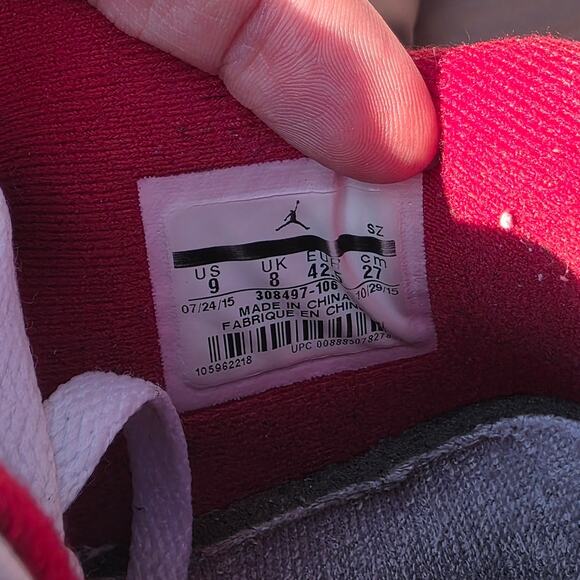 SZ
US UK EUR cm
9 8 42.5 27
07/24/15 308497-106 10/29/15
MADE IN CHINA
FABRIQUE EN CHINE
105962218 UPC